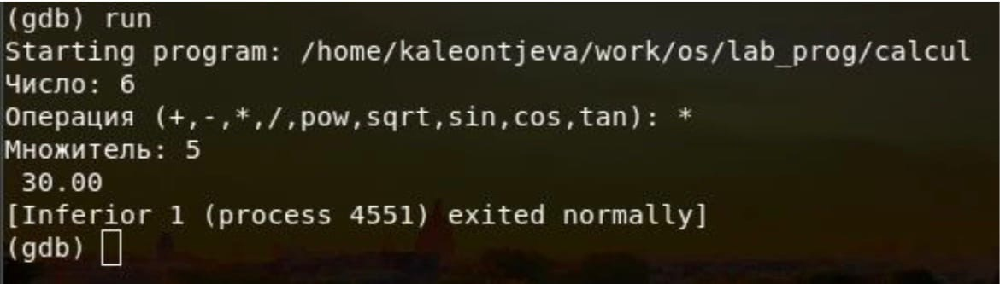 (gdb) run
Starting program: /home/kaleontjeva/work/os/lab_prog/calcul
Число: 6
Операция (+,-,*,/,pow,sqrt,sin,cos,tan): *
Множитель: 5
 30.00
[Inferior 1 (process 4551) exited normally]
(gdb)